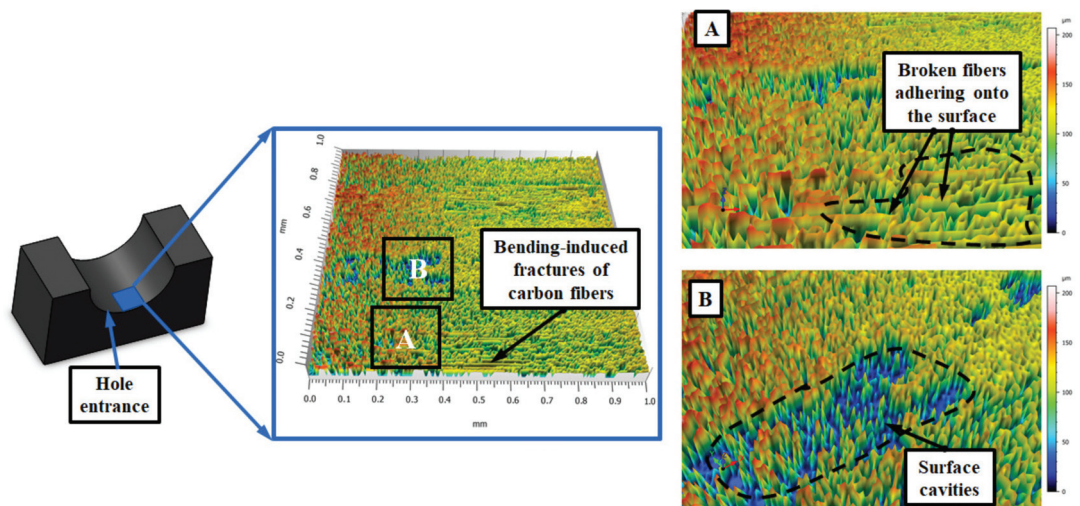 Hole
entrance
mm
1.0
0.8
0.6
0.4
0.2
0.0
0.0 0.1 0.2 0.3 0.4 0.5 0.6 0.7 0.8 0.9 1.0
mm
B
A
Bending-induced
fractures of
carbon fibers
A
Broken fibers
adhering onto
the surface
µm
200
150
100
50
0
B
Surface
cavities
µm
200
150
100
50
0